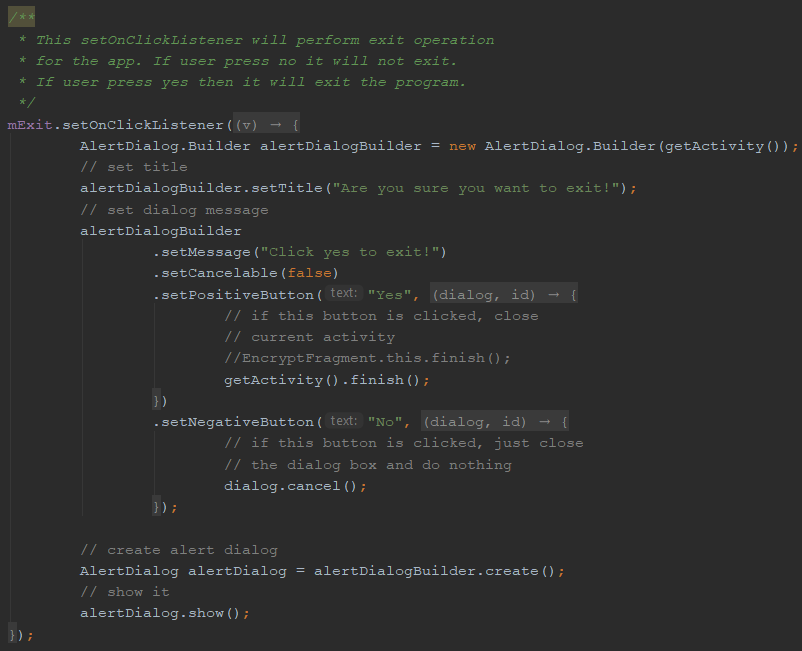 /**
* This setOnClickListener will perform exit operation
* for the app. If user press no it will not exit.
* If user press yes then it will exit the program.
*/
mExit.setOnClickListener((v) → {
AlertDialog.Builder alertDialogBuilder = new AlertDialog.Builder(getActivity());
// set title
alertDialogBuilder.setTitle("Are you sure you want to exit!");
// set dialog message
alertDialogBuilder
.setMessage("Click yes to exit!")
.setCancelable(false)
.setPositiveButton( text: "Yes", (dialog, id) → {
// if this button is clicked, close
// current activity
//EncryptFragment.this.finish();
getActivity().finish();
})
.setNegativeButton( text: "No", (dialog, id) → {
// if this button is clicked, just close
// the dialog box and do nothing
dialog.cancel();
});
// create alert dialog
AlertDialog alertDialog = alertDialogBuilder.create();
// show it
alertDialog.show();
});